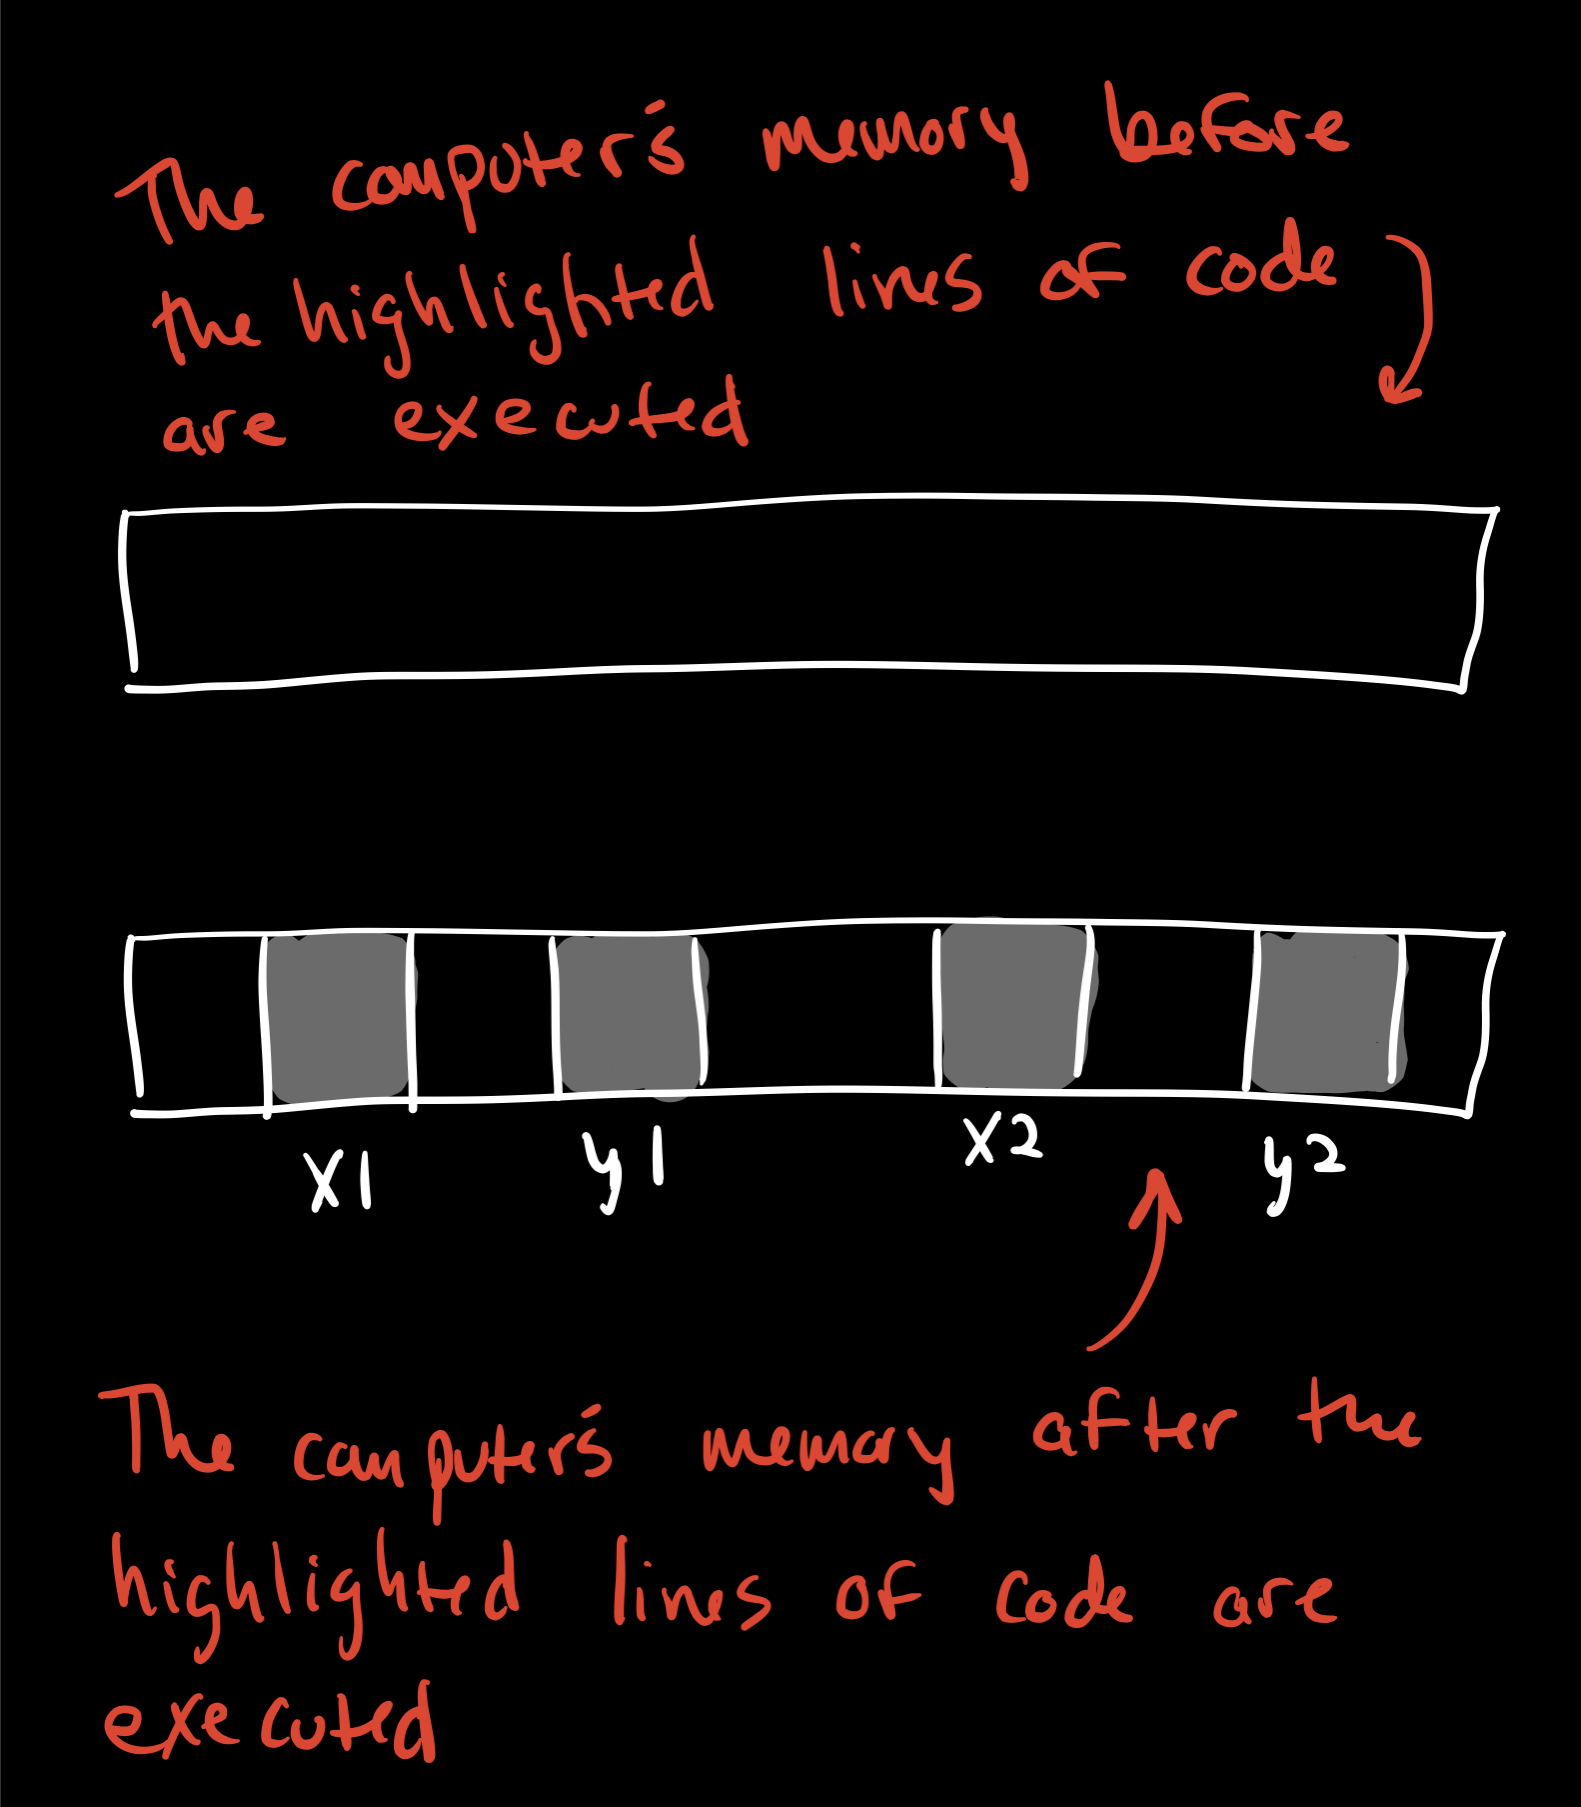 The computer's memory before
the highlighted lines of code
are executed
x1 y1 x2 y2
The computer's memory after the
highlighted lines of code are
executed